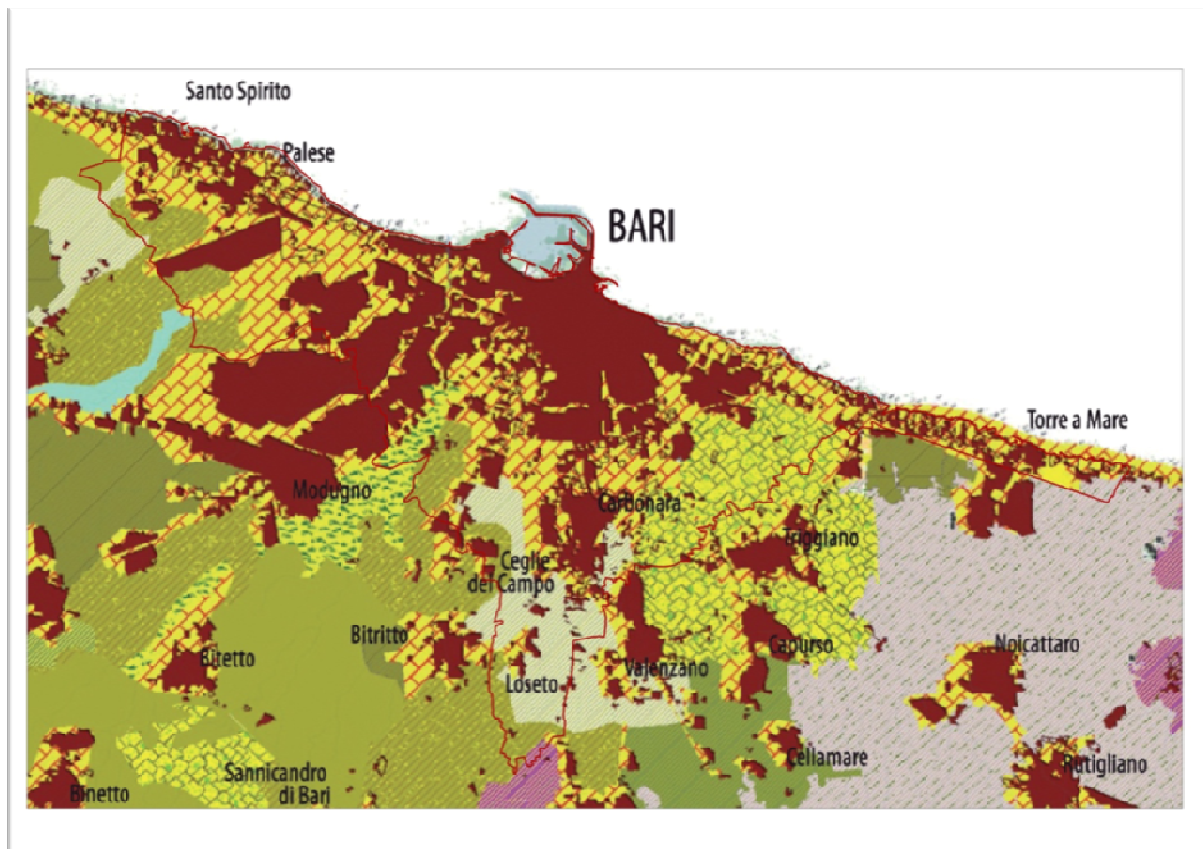 Santo Spirito
Palese
BARI
Torre a Mare
Modugno
Carbonara
Triggiano
Ceglie
del Campo
Bitritto
Noicattaro
Capurso
Bitetto
Valenzano
Loseto
Cellamare
Rutigliano
Sannicandro
di Bari
Binetto